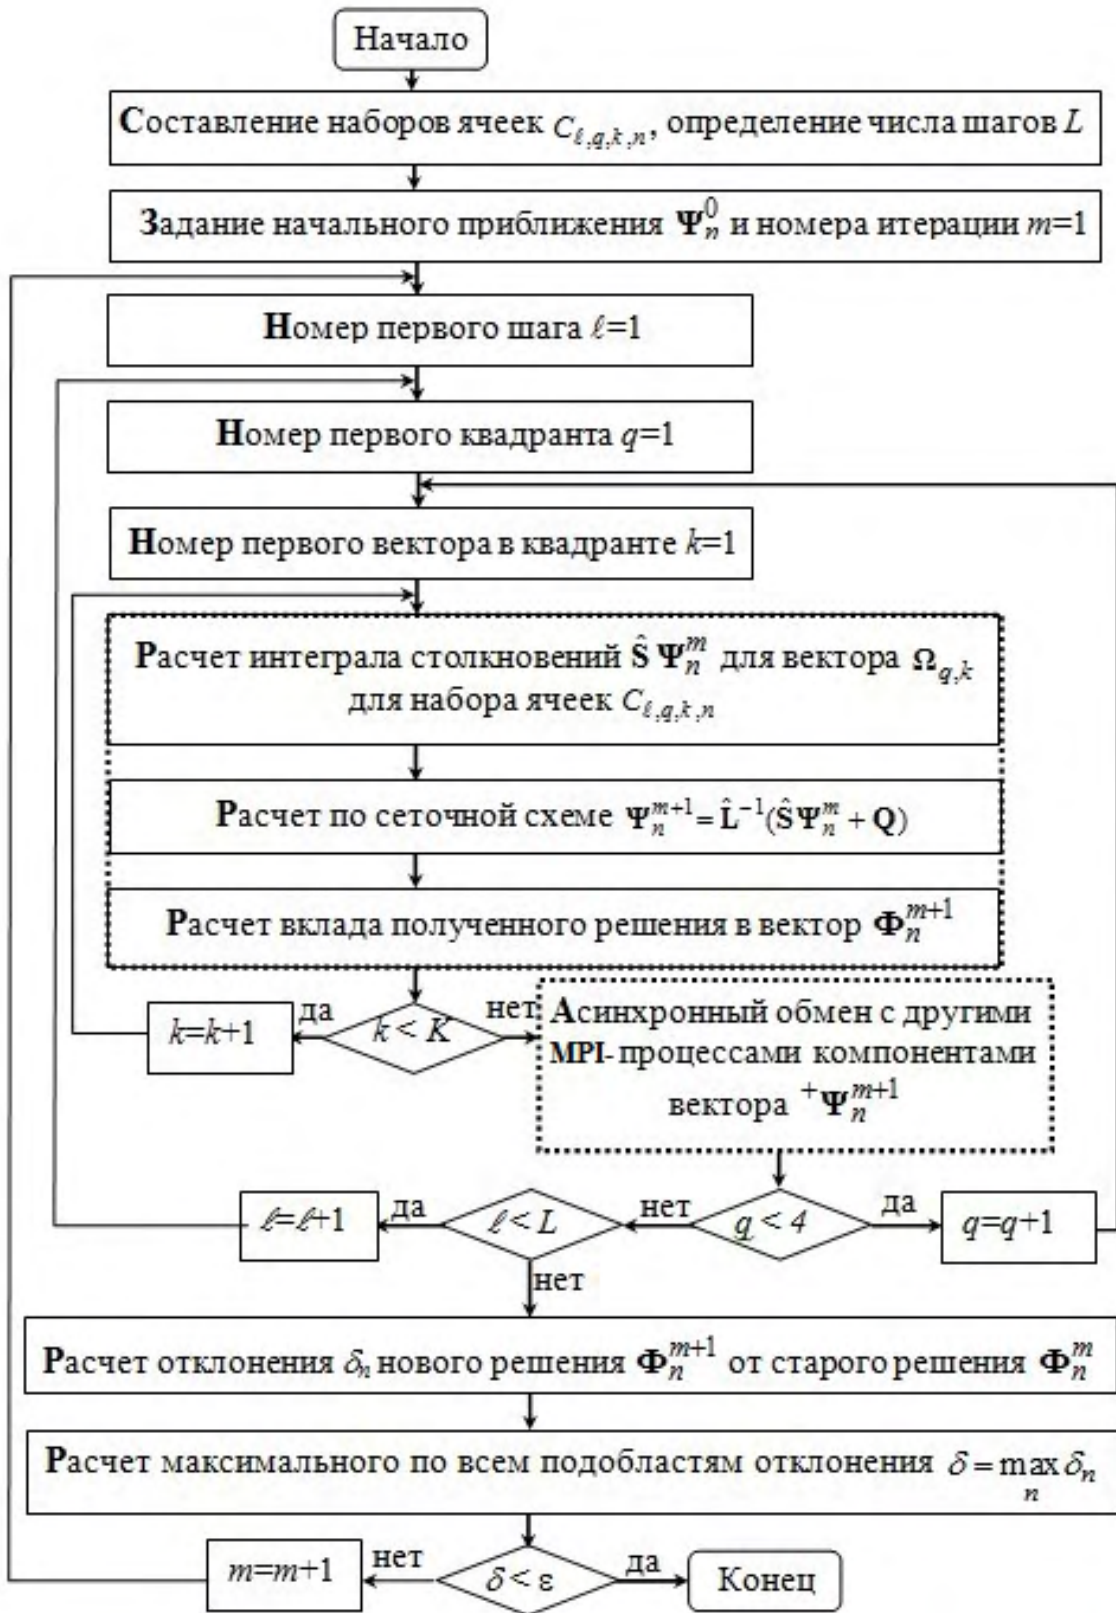 Начало
Составление наборов ячеек C_{ℓ,q,k,n}, определение числа шагов L
Задание начального приближения Ψ_n^0 и номера итерации m=1
Номер первого шага ℓ=1
Номер первого квадранта q=1
Номер первого вектора в квадранте k=1
Расчет интеграла столкновений Ŝ Ψ_n^m для вектора Ω_{q,k}
для набора ячеек C_{ℓ,q,k,n}
Расчет по сеточной схеме Ψ_n^{m+1} = L̂^{-1}(ŜΨ_n^m + Q)
Расчет вклада полученного решения в вектор Φ_n^{m+1}
k=k+1
да
k < K
нет
Асинхронный обмен с другими
MPI-процессами компонентами
вектора ^+Ψ_n^{m+1}
ℓ=ℓ+1
да
ℓ < L
нет
q < 4
да
q=q+1
нет
Расчет отклонения δ_n нового решения Φ_n^{m+1} от старого решения Φ_n^m
Расчет максимального по всем подобластям отклонения δ = max_n δ_n
m=m+1
нет
δ < ε
да
Конец